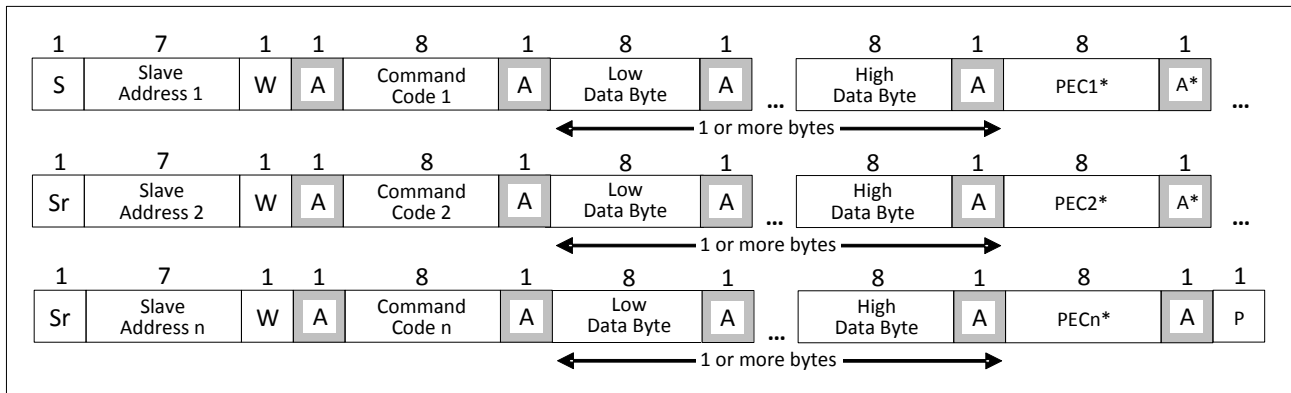 1 7 1 1 8 1 8 1 8 1 8 1
S Slave Address 1 W A Command Code 1 A Low Data Byte A ... High Data Byte A PEC1* A* ...
1 or more bytes
1 7 1 1 8 1 8 1 8 1 8 1
Sr Slave Address 2 W A Command Code 2 A Low Data Byte A ... High Data Byte A PEC2* A* ...
1 or more bytes
1 7 1 1 8 1 8 1 8 1 8 1 1
Sr Slave Address n W A Command Code n A Low Data Byte A ... High Data Byte A PECn* A P
1 or more bytes